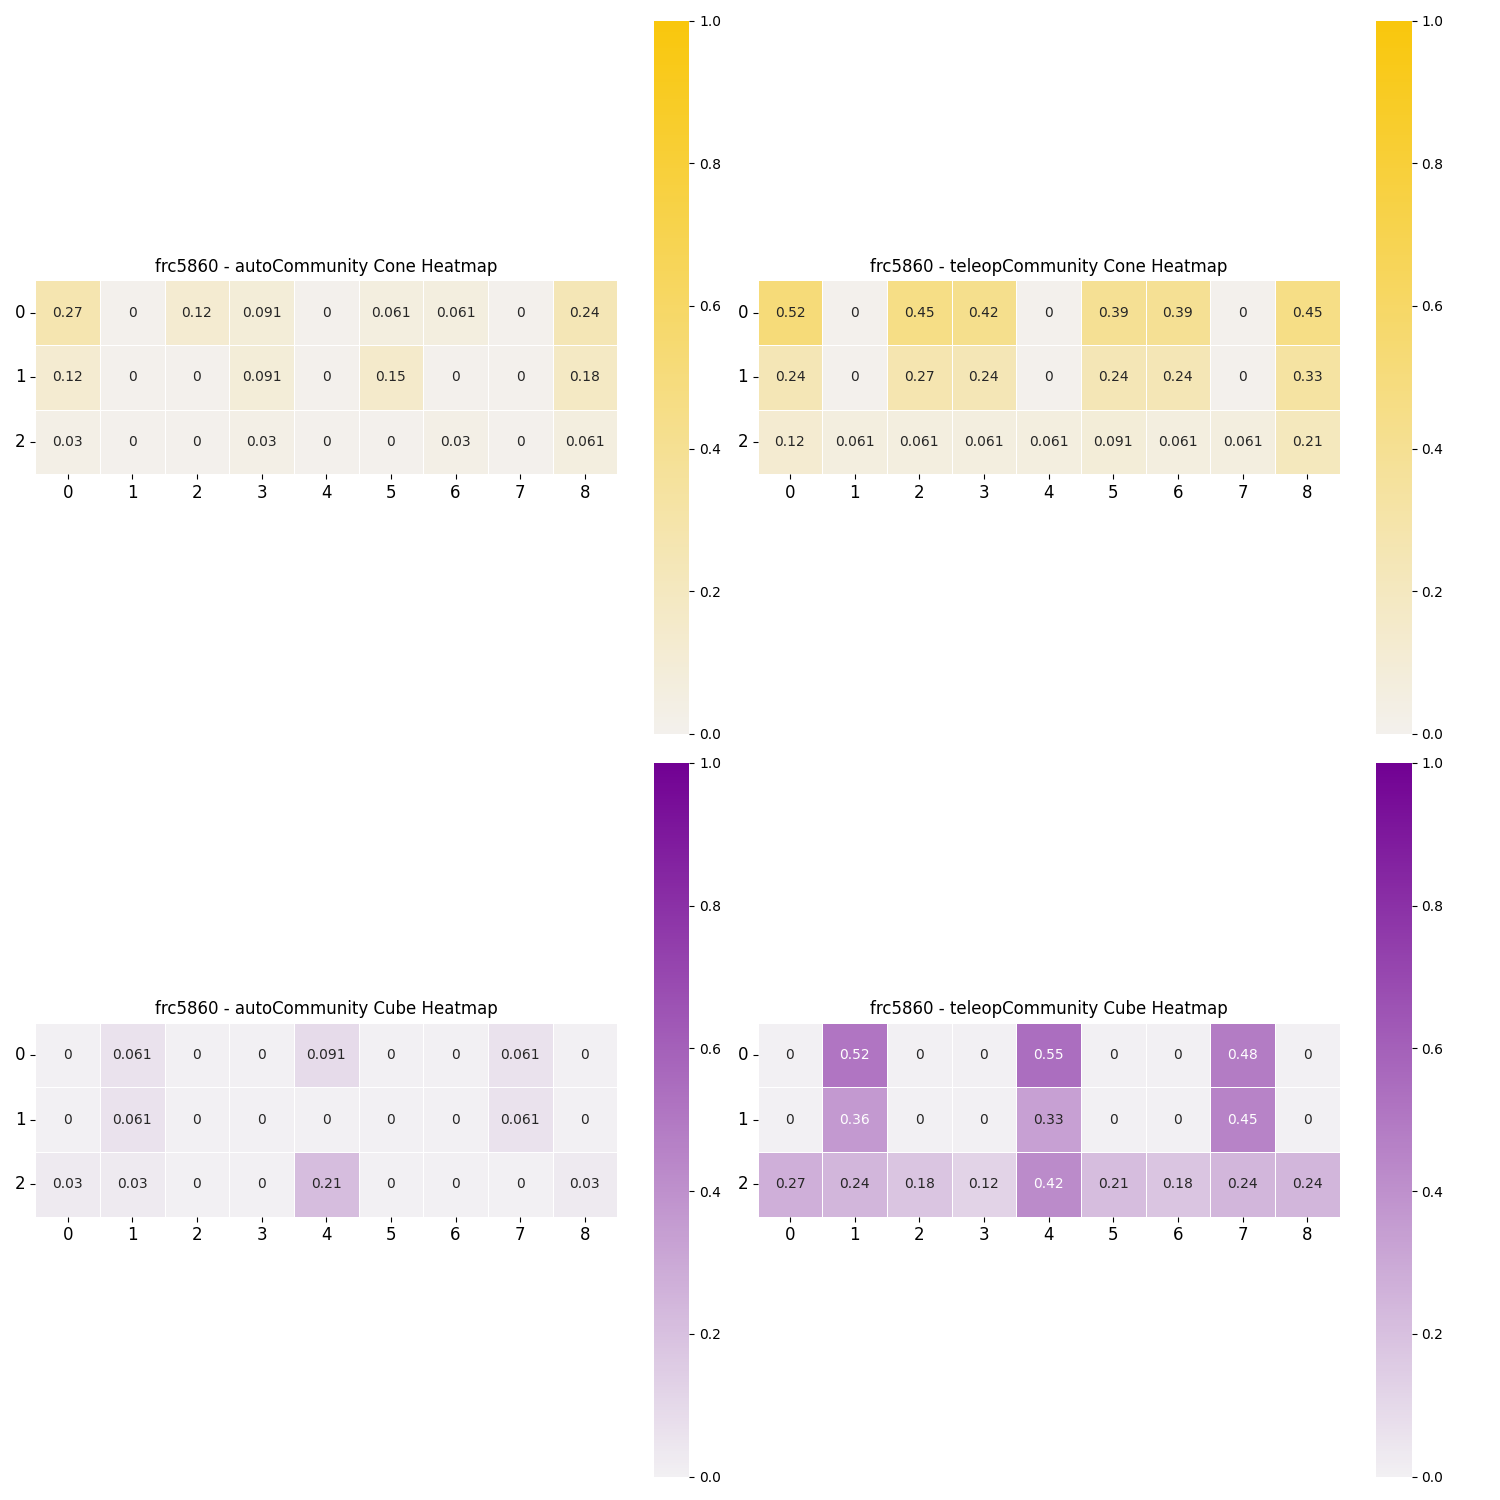 frc5860 - autoCommunity Cone Heatmap
0 0.27 0 0.12 0.091 0 0.061 0.061 0 0.24
1 0.12 0 0 0.091 0 0.15 0 0 0.18
2 0.03 0 0 0.03 0 0 0.03 0 0.061
0 1 2 3 4 5 6 7 8
1.0
0.8
0.6
0.4
0.2
0.0
frc5860 - teleopCommunity Cone Heatmap
0 0.52 0 0.45 0.42 0 0.39 0.39 0 0.45
1 0.24 0 0.27 0.24 0 0.24 0.24 0 0.33
2 0.12 0.061 0.061 0.061 0.061 0.091 0.061 0.061 0.21
0 1 2 3 4 5 6 7 8
1.0
0.8
0.6
0.4
0.2
0.0
frc5860 - autoCommunity Cube Heatmap
0 0 0.061 0 0 0.091 0 0 0.061 0
1 0 0.061 0 0 0 0 0 0.061 0
2 0.03 0.03 0 0 0.21 0 0 0 0.03
0 1 2 3 4 5 6 7 8
1.0
0.8
0.6
0.4
0.2
0.0
frc5860 - teleopCommunity Cube Heatmap
0 0 0.52 0 0 0.55 0 0 0.48 0
1 0 0.36 0 0 0.33 0 0 0.45 0
2 0.27 0.24 0.18 0.12 0.42 0.21 0.18 0.24 0.24
0 1 2 3 4 5 6 7 8
1.0
0.8
0.6
0.4
0.2
0.0